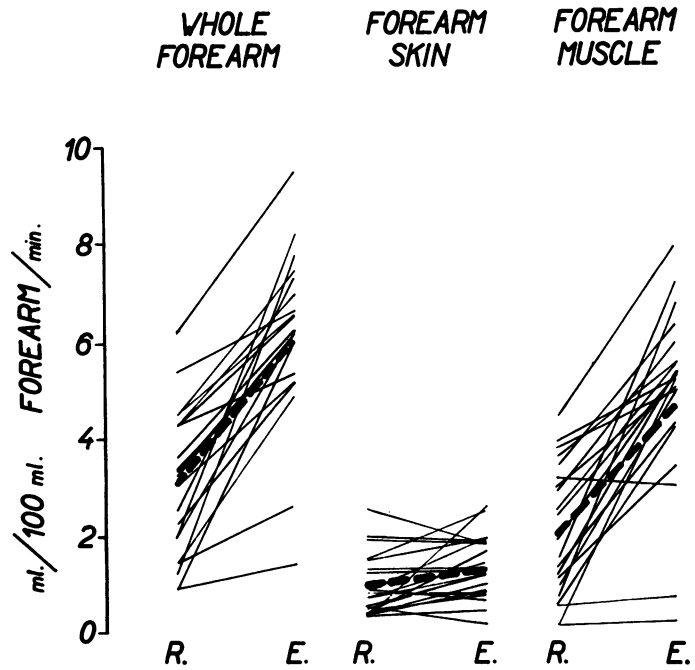 WHOLE
FOREARM
FOREARM
SKIN
FOREARM
MUSCLE
ml./100 ml. FOREARM/min.
10
8
6
4
2
0
R. E. R. E. R. E.